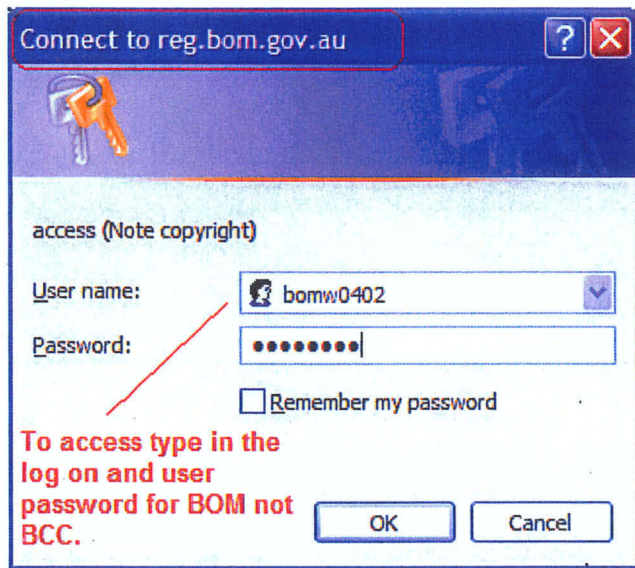 Connect to reg.bom.gov.au
access (Note copyright)
User name: bomw0402
Password: ●●●●●●●●
Remember my password
To access type in the
log on and user
password for BOM not
BCC.
OK Cancel